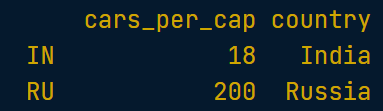 cars_per_cap country
IN 18 India
RU 200 Russia